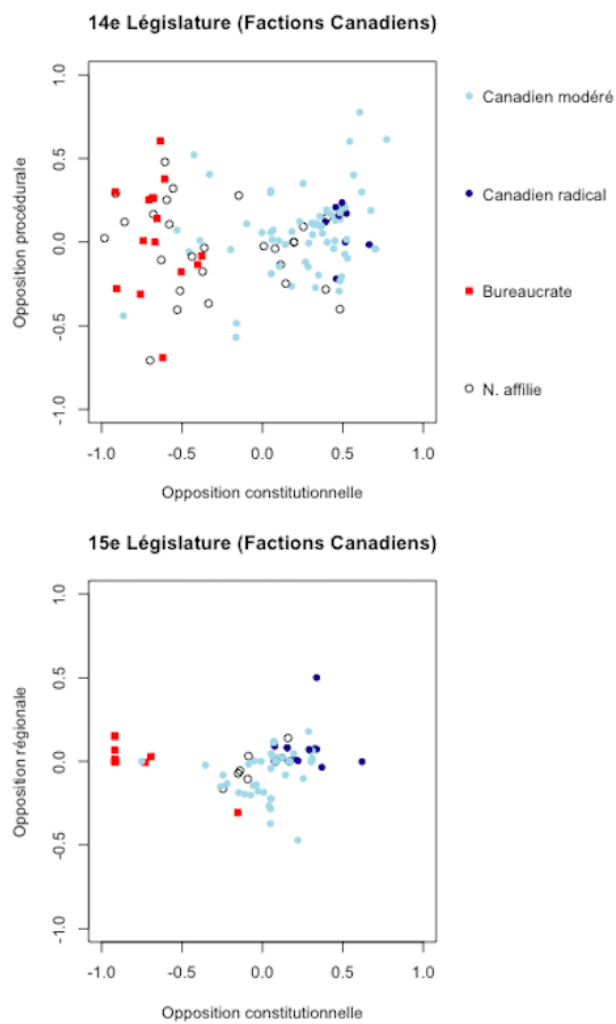 14e Législature (Factions Canadiens)
Opposition procédurale
1.0
0.5
0.0
-0.5
-1.0
-1.0 -0.5 0.0 0.5 1.0
Opposition constitutionnelle
Canadien modéré
Canadien radical
Bureaucrate
N. affilie
15e Législature (Factions Canadiens)
Opposition régionale
1.0
0.5
0.0
-0.5
-1.0
-1.0 -0.5 0.0 0.5 1.0
Opposition constitutionnelle